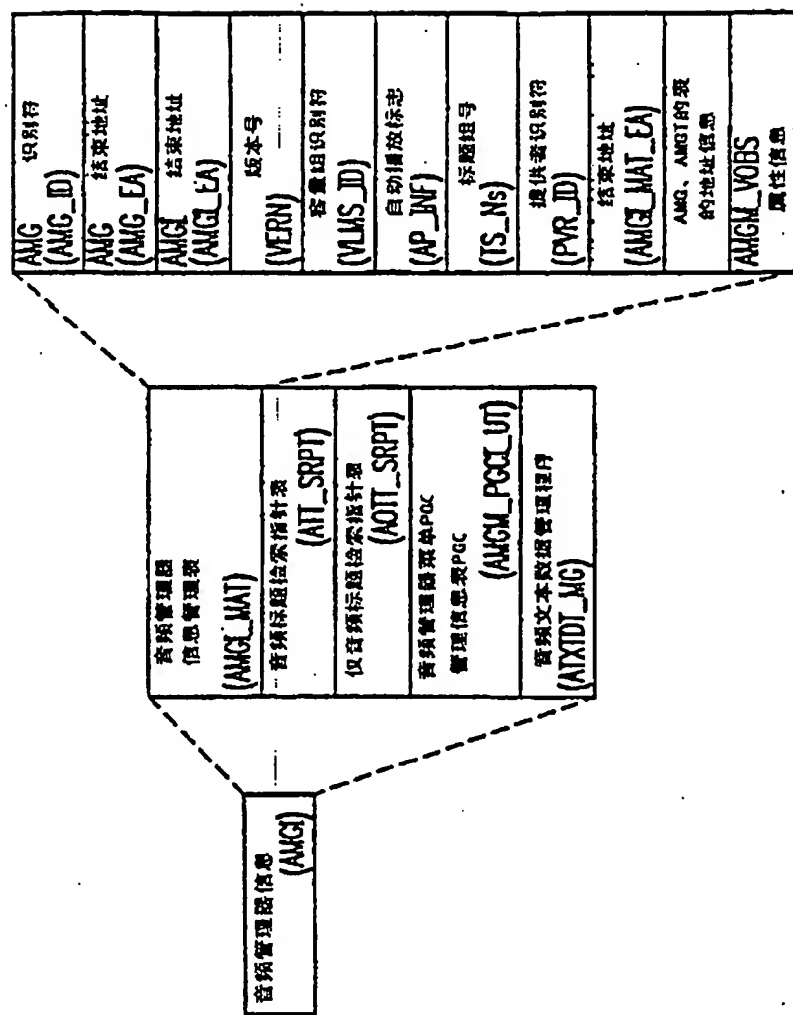 音频管理器信息
(AMGI)
音频管理器
信息管理表
(AMGI_MAT)
音频标题检索指针表
(ATT_SRPT)
仅音频标题检索指针表
(AOTT_SRPT)
音频管理器菜单PGC
管理信息表PGC
(AMGM_PGCI_UT)
音频文本数据管理程序
(ATXTDT_MG)
AMG 识别符
(AMG_ID)
AMG 结束地址
(AMG_EA)
AMGI 结束地址
(AMGI_EA)
版本号
(VERN)
容量组识别符
(VLMS_ID)
自动播放标志
(AP_INF)
标题组号
(TS_Ns)
提供者识别符
(PVR_ID)
结束地址
(AMGI_MAT_EA)
AMG、AMGT的表
的地址信息
AMGM_VOBS
属性信息